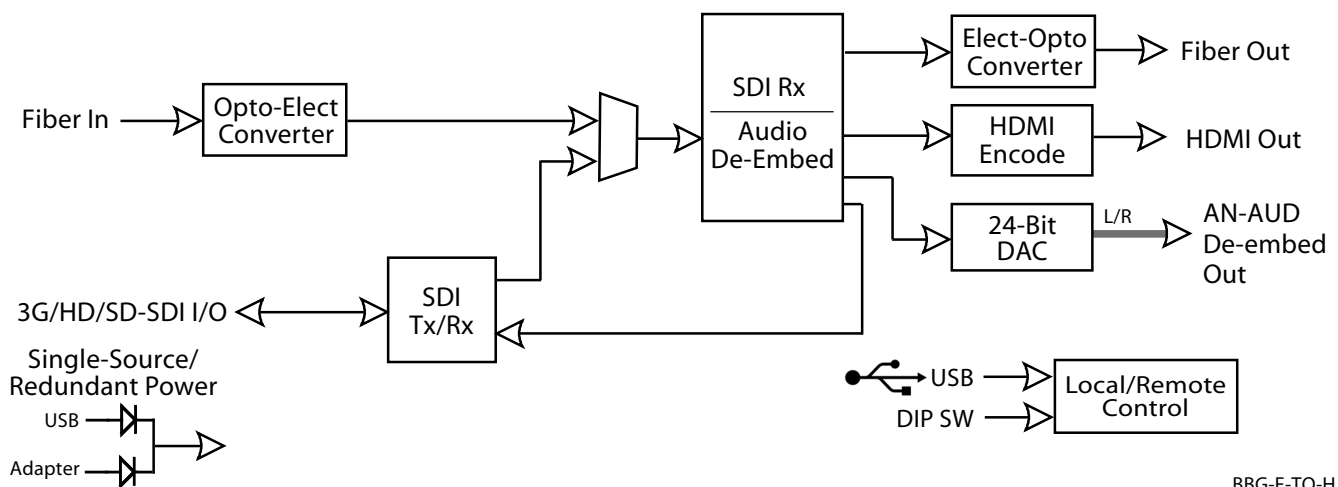 Fiber In
Opto-Elect
Converter
SDI Rx
Audio
De-Embed
Elect-Opto
Converter
Fiber Out
HDMI
Encode
HDMI Out
24-Bit
DAC
L/R
AN-AUD
De-embed
Out
3G/HD/SD-SDI I/O
SDI
Tx/Rx
Single-Source/
Redundant Power
USB
Adapter
USB
DIP SW
Local/Remote
Control